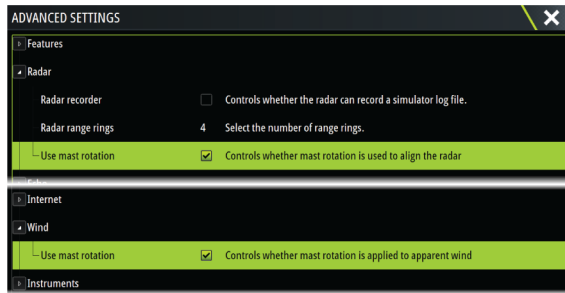 ADVANCED SETTINGS
Features
Radar
Radar recorder Controls whether the radar can record a simulator log file.
Radar range rings 4 Select the number of range rings.
Use mast rotation Controls whether mast rotation is used to align the radar
Internet
Wind
Use mast rotation Controls whether mast rotation is applied to apparent wind
Instruments